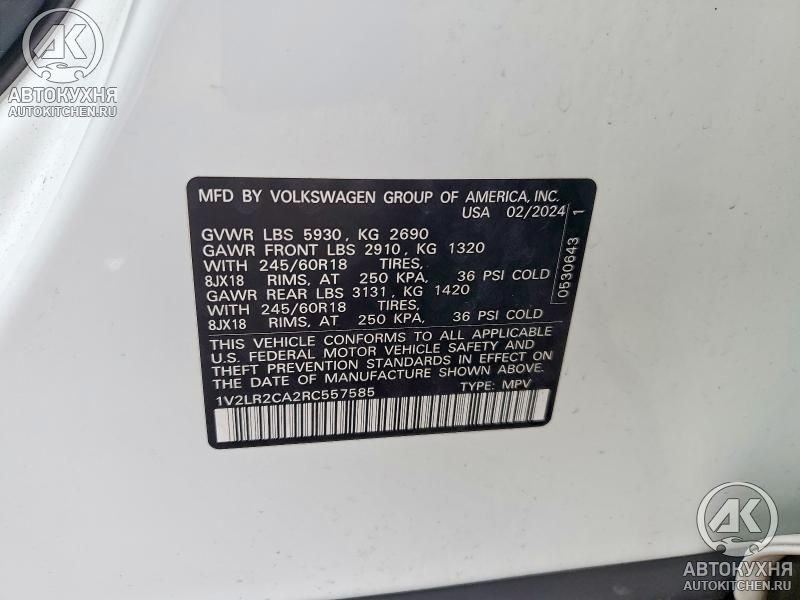 AK
АВТОКУХНЯ
AUTOKITCHEN.RU
MFD BY VOLKSWAGEN GROUP OF AMERICA, INC.
USA 02/2024
GVWR LBS 5930, KG 2690
GAWR FRONT LBS 2910, KG 1320
WITH 245/60R18 TIRES,
8JX18 RIMS, AT 250 KPA, 36 PSI COLD
GAWR REAR LBS 3131, KG 1420
WITH 245/60R18 TIRES,
8JX18 RIMS, AT 250 KPA, 36 PSI COLD
THIS VEHICLE CONFORMS TO ALL APPLICABLE
U.S. FEDERAL MOTOR VEHICLE SAFETY AND
THEFT PREVENTION STANDARDS IN EFFECT ON
THE DATE OF MANUFACTURE SHOWN ABOVE.
1V2LR2CA2RC557585 TYPE: MPV
0530643 1
AK
АВТОКУХНЯ
AUTOKITCHEN.RU